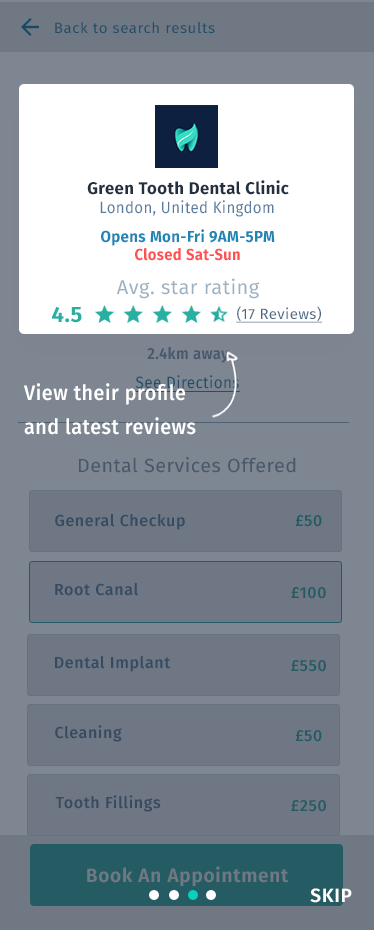 Back to search results
Green Tooth Dental Clinic
London, United Kingdom
Opens Mon-Fri 9AM-5PM
Closed Sat-Sun
Avg. star rating
4.5 (17 Reviews)
2.4km away
See Directions
View their profile
and latest reviews
Dental Services Offered
General Checkup £50
Root Canal £100
Dental Implant £550
Cleaning £50
Tooth Fillings £250
Book An Appointment
SKIP